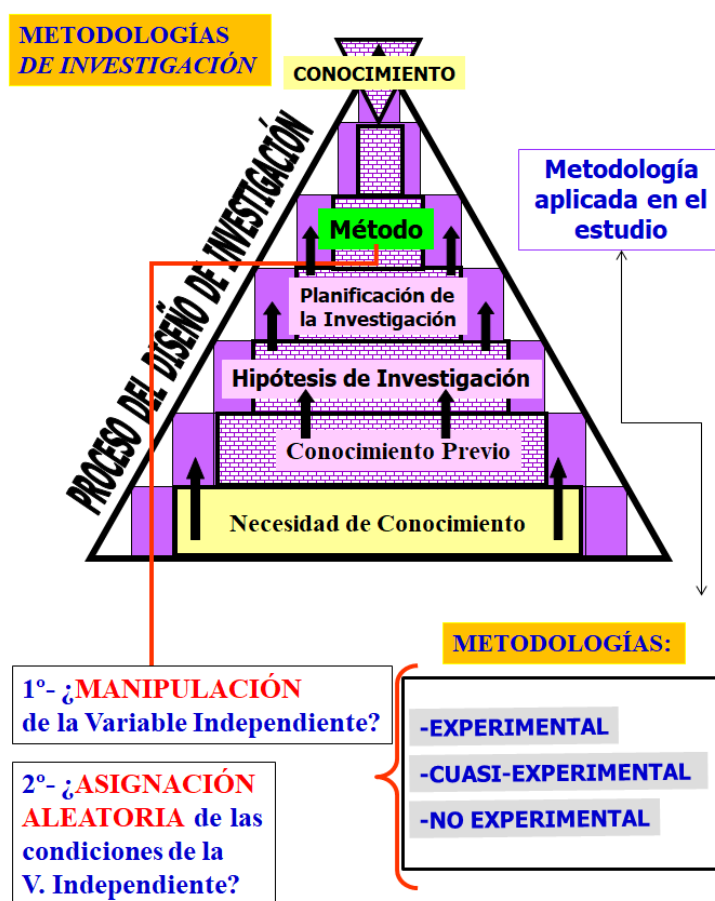 METODOLOGÍAS
DE INVESTIGACIÓN
CONOCIMIENTO
PROCESO DEL DISEÑO DE INVESTIGACIÓN
Metodología
aplicada en el
estudio
Método
Planificación de
la Investigación
Hipótesis de Investigación
Conocimiento Previo
Necesidad de Conocimiento
METODOLOGÍAS:
1º- ¿MANIPULACIÓN
de la Variable Independiente?
2º- ¿ASIGNACIÓN
ALEATORIA de las
condiciones de la
V. Independiente?
-EXPERIMENTAL
-CUASI-EXPERIMENTAL
-NO EXPERIMENTAL